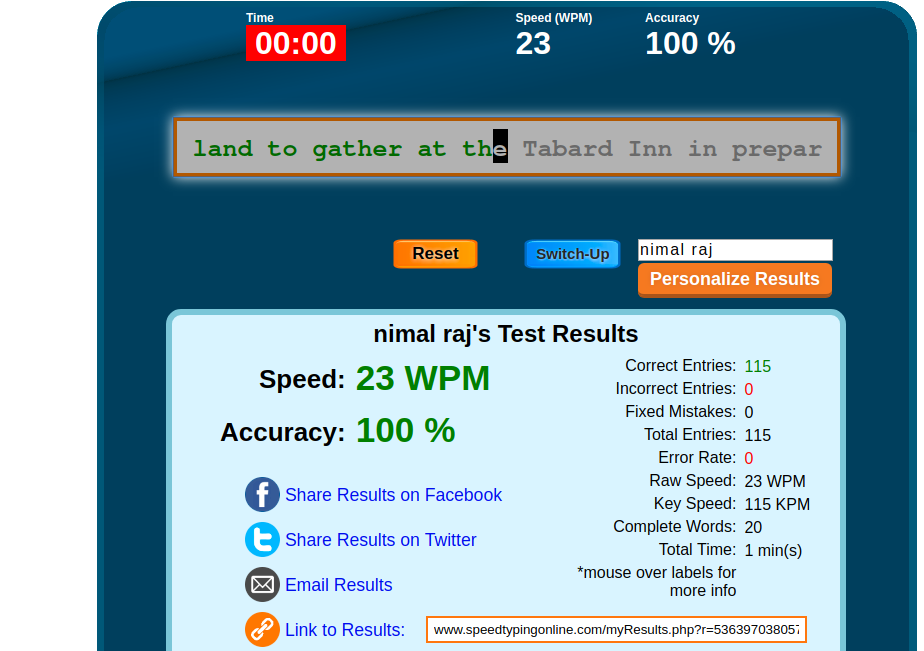 Time Speed (WPM) Accuracy
00:00 23 100 %
land to gather at the Tabard Inn in prepar
Reset Switch-Up nimal raj
Personalize Results
nimal raj's Test Results
Speed: 23 WPM
Accuracy: 100 %
Share Results on Facebook
Share Results on Twitter
Email Results
Link to Results: www.speedtypingonline.com/myResults.php?r=536397038057
Correct Entries: 115
Incorrect Entries: 0
Fixed Mistakes: 0
Total Entries: 115
Error Rate: 0
Raw Speed: 23 WPM
Key Speed: 115 KPM
Complete Words: 20
Total Time: 1 min(s)
*mouse over labels for
more info